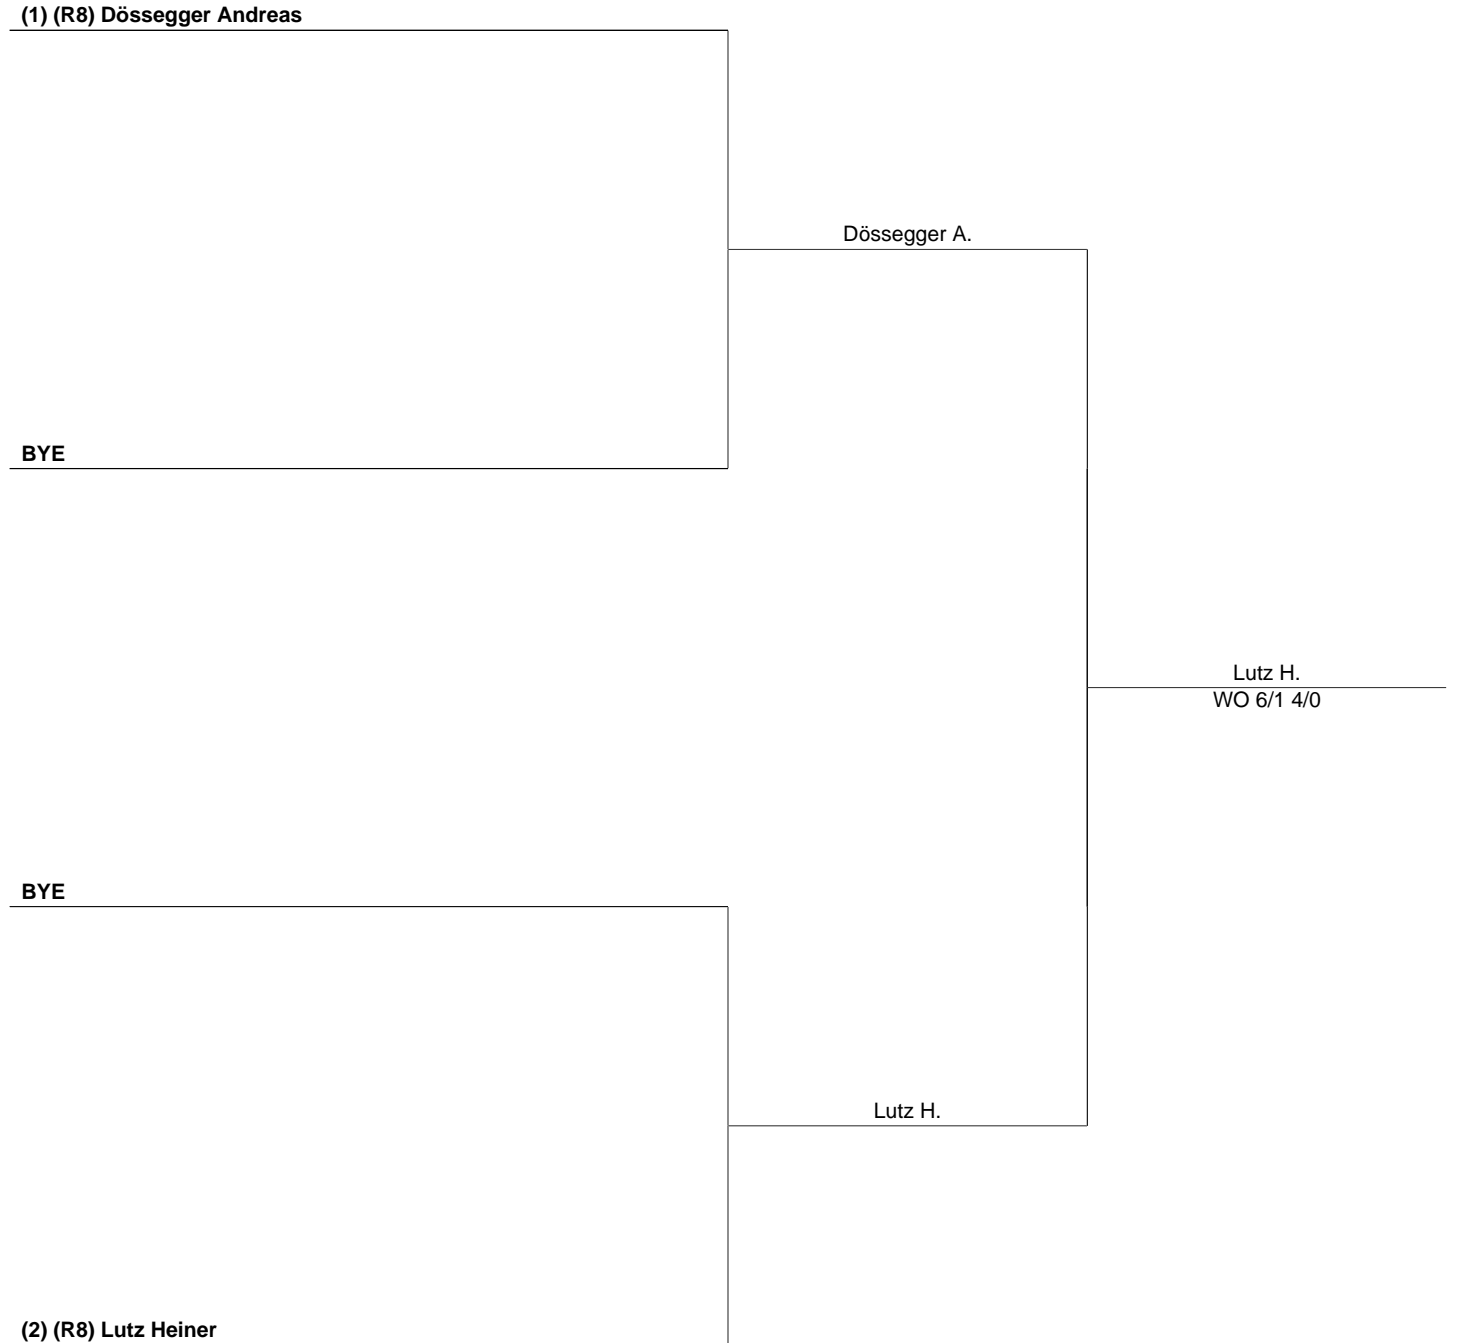 (1) (R8) Dössegger Andreas
Dössegger A.
BYE
Lutz H.
WO 6/1 4/0
BYE
Lutz H.
(2) (R8) Lutz Heiner